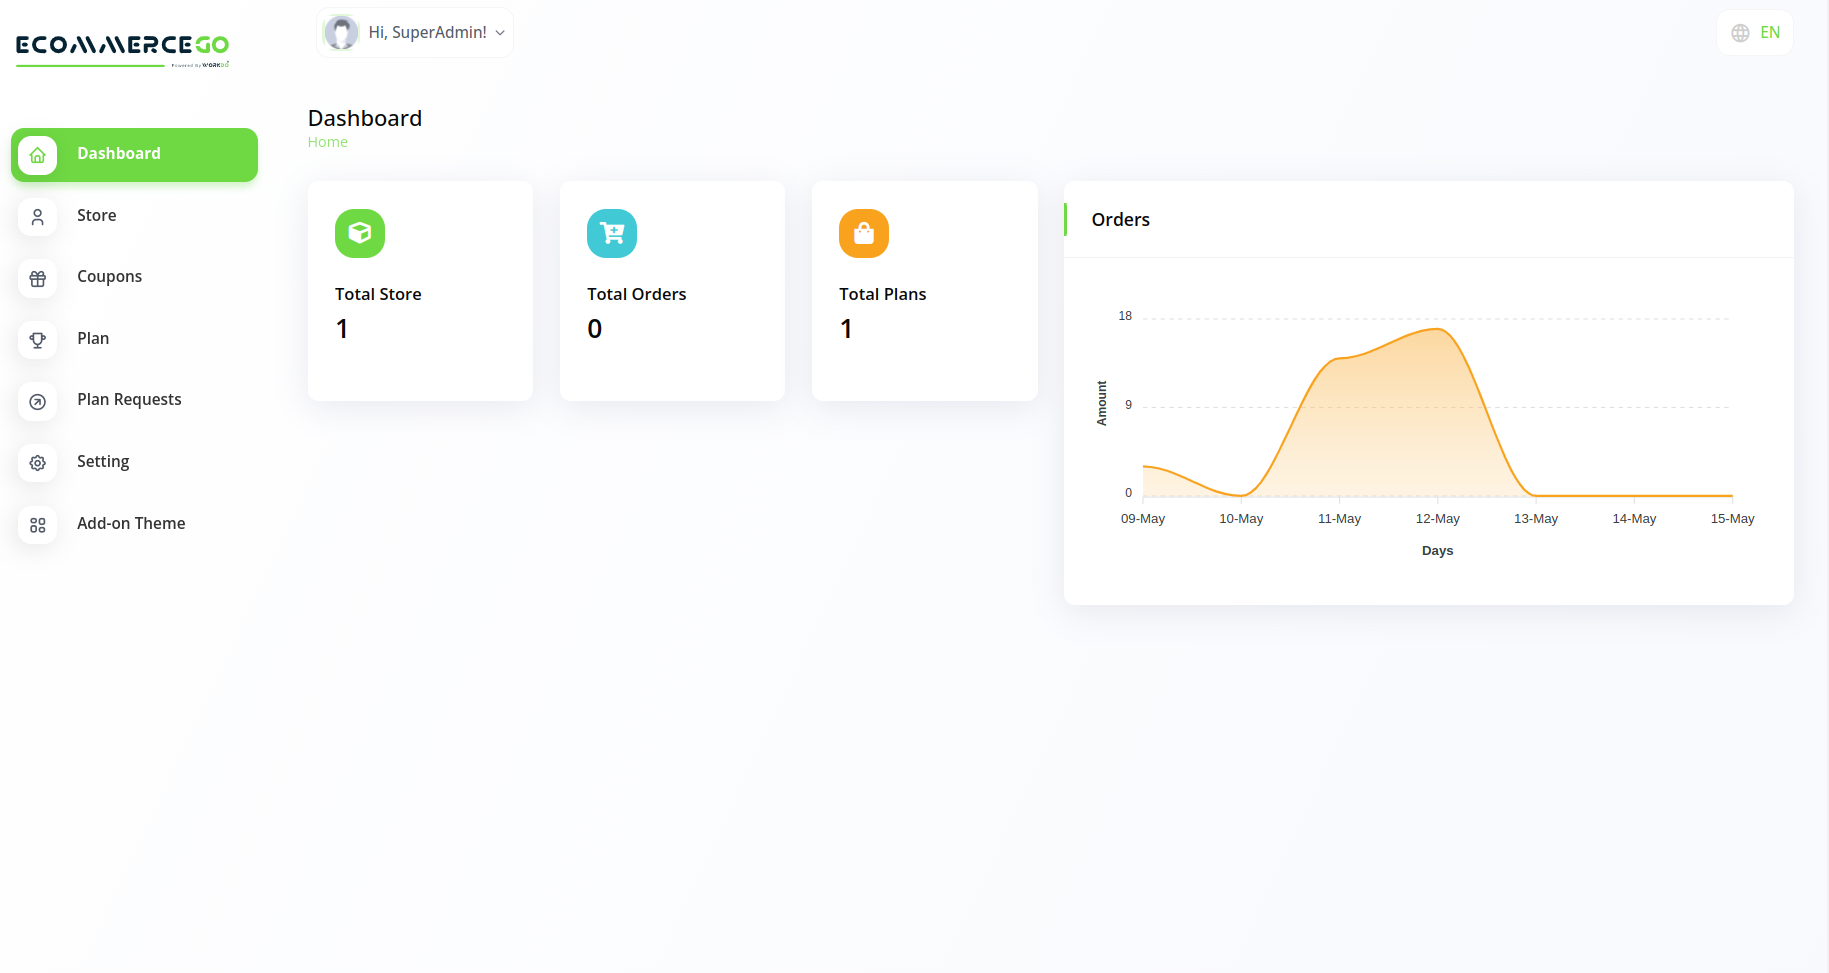 ECOMMERCEGO
Powered By WORKDO
Hi, SuperAdmin!
EN
Dashboard
Store
Coupons
Plan
Plan Requests
Setting
Add-on Theme
Dashboard
Home
Total Store
1
Total Orders
0
Total Plans
1
Orders
18
9
0
Amount
09-May 10-May 11-May 12-May 13-May 14-May 15-May
Days